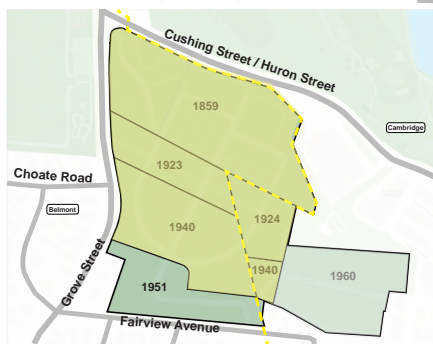 Cushing Street / Huron Street
1859
Cambridge
1923
Choate Road
Belmont
1924
1940
Grove Street
1940
1960
1951
Fairview Avenue